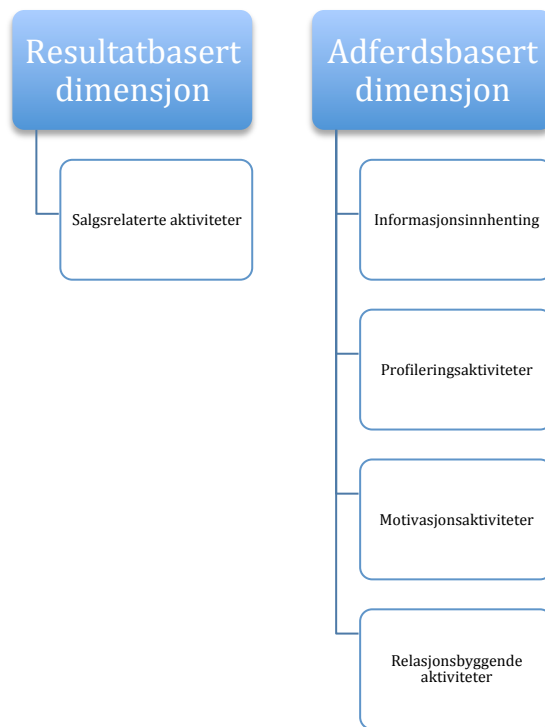 Resultatbasert
dimensjon
Salgsrelaterte aktiviteter
Adferdsbasert
dimensjon
Informasjonsinnhenting
Profileringsaktiviteter
Motivasjonsaktiviteter
Relasjonsbyggende
aktiviteter